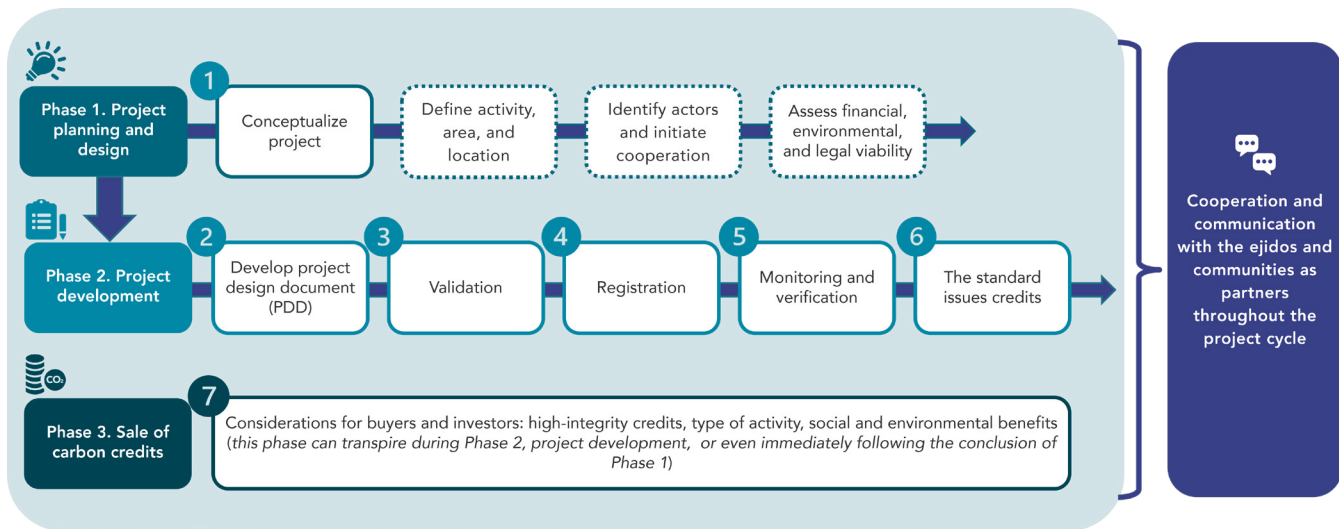 Phase 1. Project
planning and
design
1
Conceptualize
project
Define activity,
area, and
location
Identify actors
and initiate
cooperation
Assess financial,
environmental,
and legal viability
Phase 2. Project
development
2
Develop project
design document
(PDD)
3
Validation
4
Registration
5
Monitoring and
verification
6
The standard
issues credits
CO₂
Phase 3. Sale of
carbon credits
7
Considerations for buyers and investors: high-integrity credits, type of activity, social and environmental benefits
(this phase can transpire during Phase 2, project development, or even immediately following the conclusion of
Phase 1)
Cooperation and
communication
with the ejidos and
communities as
partners
throughout the
project cycle